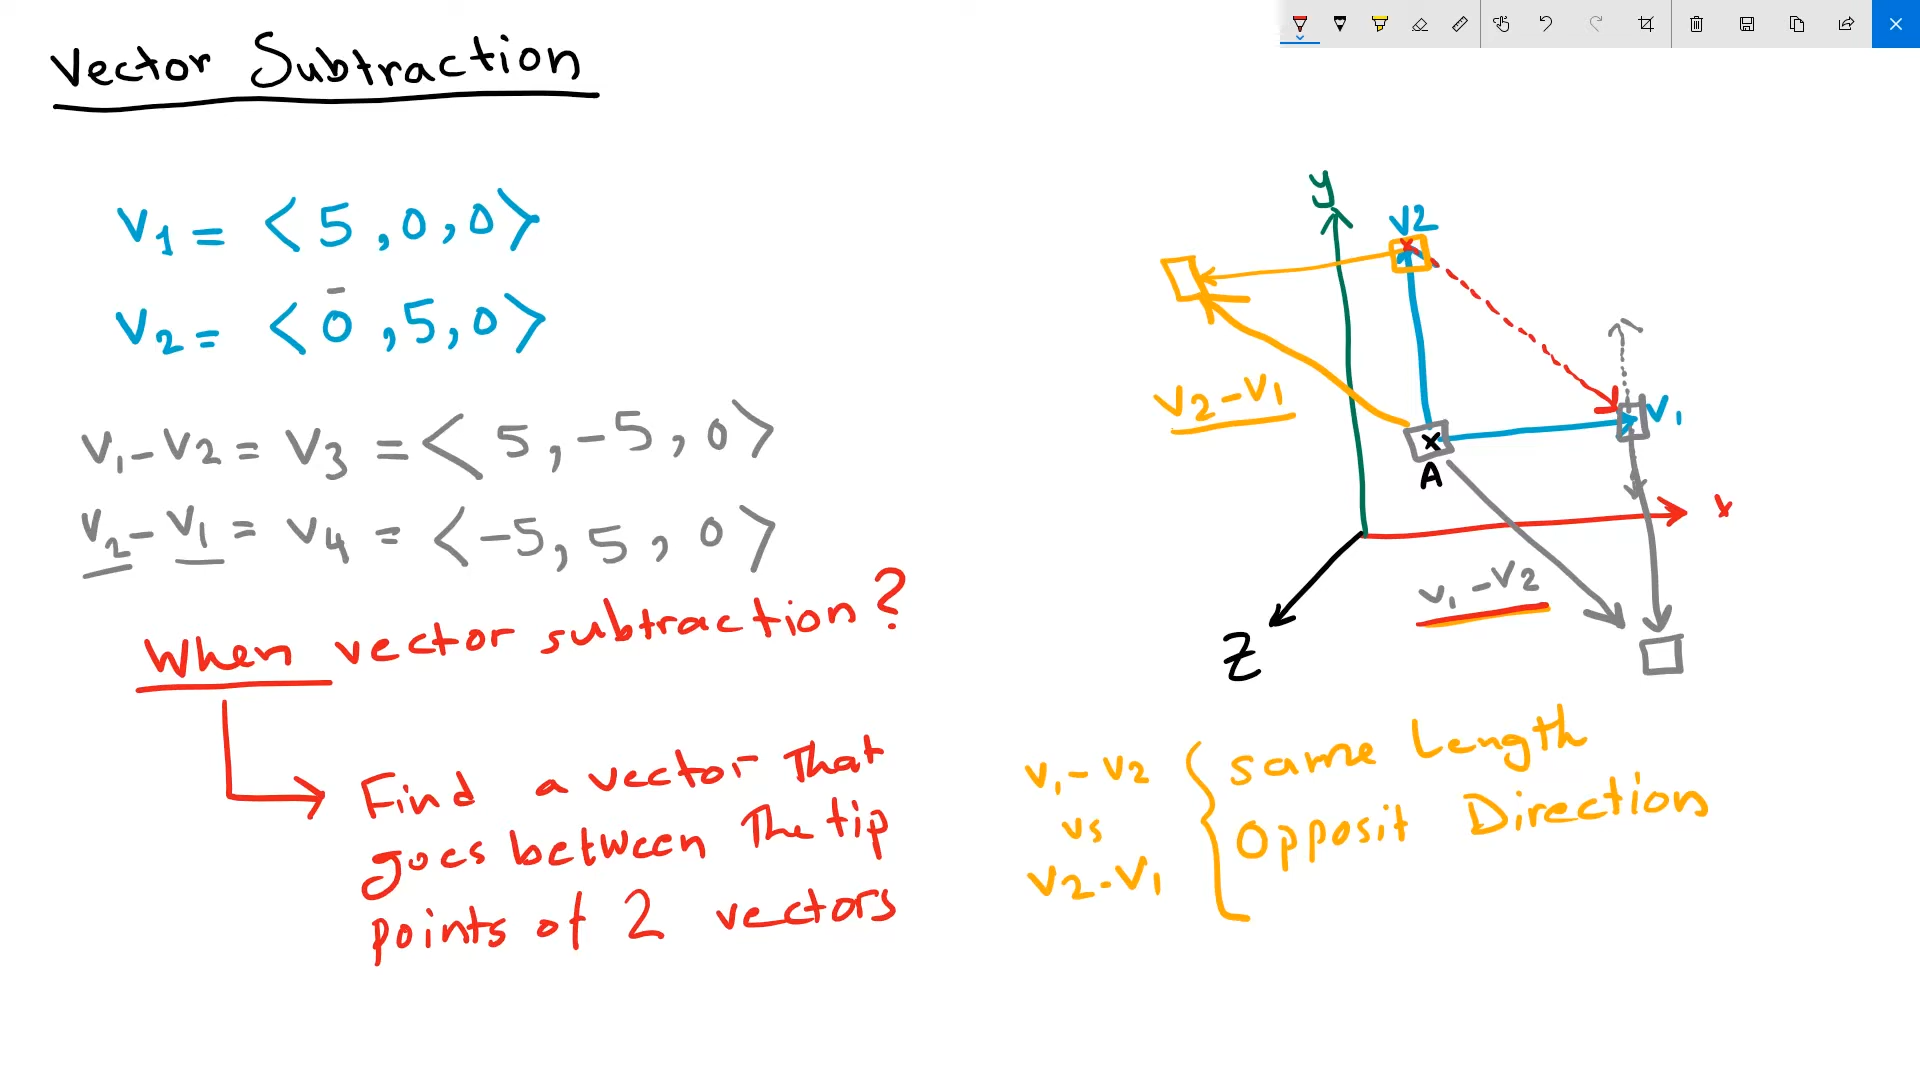 Vector Subtraction
V1 = <5, 0, 0>
V2 = <0, 5, 0>
V1 - V2 = V3 = <5, -5, 0>
V2 - V1 = V4 = <-5, 5, 0>
When vector subtraction?
Find a vector that
goes between The tip
points of 2 vectors
y
V2
V2 - V1
V1
A
x
V1 - V2
Z
V1 - V2
vs
V2 - V1
Same Length
Opposit Direction